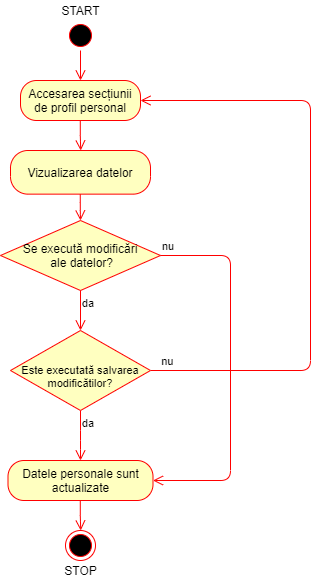 START
Accesarea secțiunii
de profil personal
Vizualizarea datelor
Se execută modificări
ale datelor?
nu
da
Este executată salvarea
modificătilor?
nu
da
Datele personale sunt
actualizate
STOP